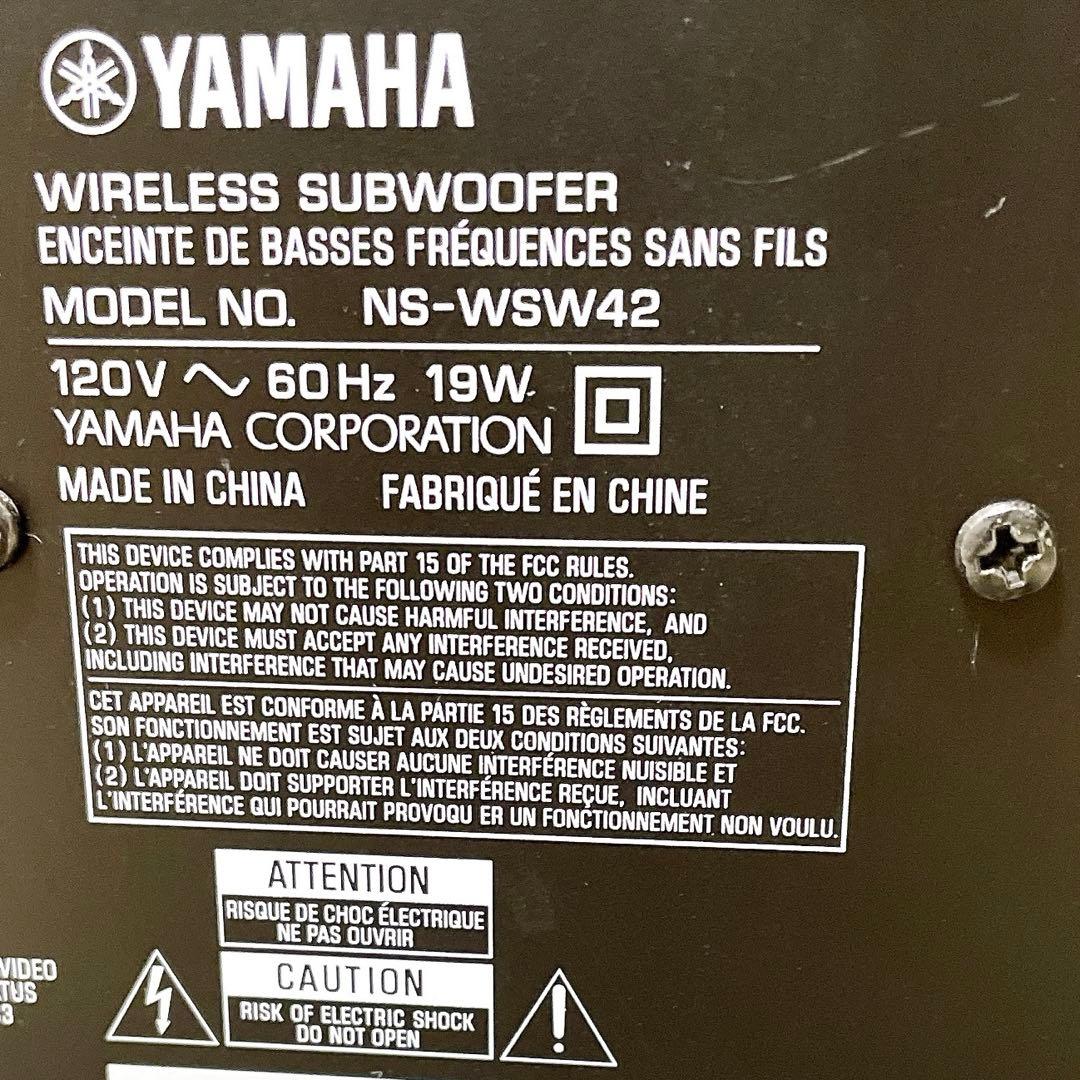 YAMAHA
WIRELESS SUBWOOFER
ENCEINTE DE BASSES FRÉQUENCES SANS FILS
MODEL NO. NS-WSW42
120V ~ 60Hz 19W
YAMAHA CORPORATION
MADE IN CHINA FABRIQUÉ EN CHINE
THIS DEVICE COMPLIES WITH PART 15 OF THE FCC RULES.
OPERATION IS SUBJECT TO THE FOLLOWING TWO CONDITIONS:
(1) THIS DEVICE MAY NOT CAUSE HARMFUL INTERFERENCE, AND
(2) THIS DEVICE MUST ACCEPT ANY INTERFERENCE RECEIVED,
INCLUDING INTERFERENCE THAT MAY CAUSE UNDESIRED OPERATION.
CET APPAREIL EST CONFORME À LA PARTIE 15 DES RÈGLEMENTS DE LA FCC.
SON FONCTIONNEMENT EST SUJET AUX DEUX CONDITIONS SUIVANTES:
(1) L'APPAREIL NE DOIT CAUSER AUCUNE INTERFÉRENCE NUISIBLE ET
(2) L'APPAREIL DOIT SUPPORTER L'INTERFÉRENCE REÇUE, INCLUANT
L'INTERFÉRENCE QUI POURRAIT PROVOQU ER UN FONCTIONNEMENT NON VOULU.
ATTENTION
RISQUE DE CHOC ÉLECTRIQUE
NE PAS OUVRIR
CAUTION
RISK OF ELECTRIC SHOCK
DO NOT OPEN
VIDEO